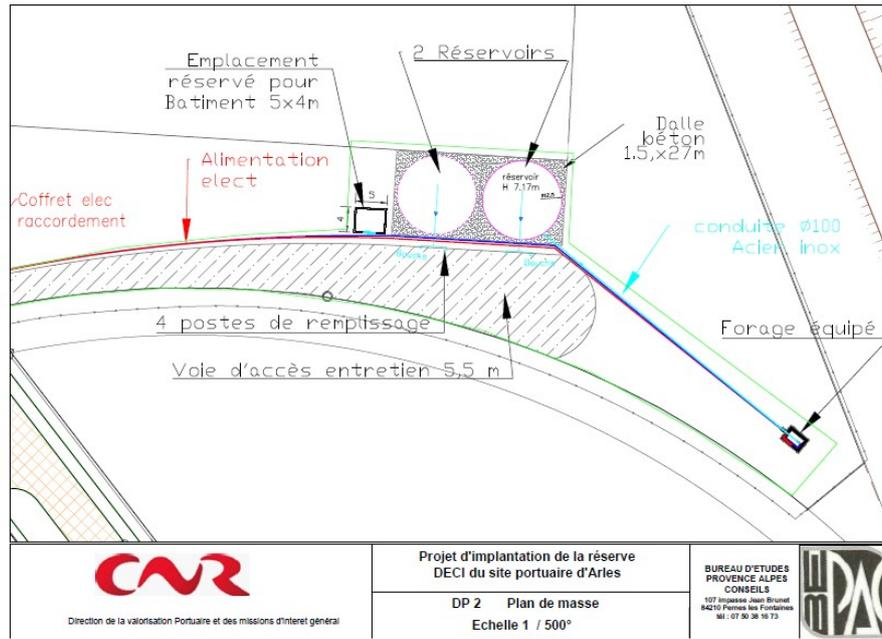 Emplacement
réservé pour
Batiment 5x4m
2 Réservoirs
Dalle
béton
1.5,x27m
Alimentation
elect
Coffret elec
raccordement
5
4
réservoir
H 7.17m
conduite Ø100
Acier inox
Bouche
Bouche
4 postes de remplissage
Forage équipé
Voie d'accès entretien 5,5 m
CNR
Direction de la valorisation Portuaire et des missions d'interet général
Projet d'implantation de la réserve
DECI du site portuaire d'Arles
DP 2 Plan de masse
Echelle 1 / 500°
BUREAU D'ETUDES
PROVENCE ALPES
CONSEILS
107 impasse Jean Brunet
84210 Pernes les Fontaines
tél : 07 50 38 16 73